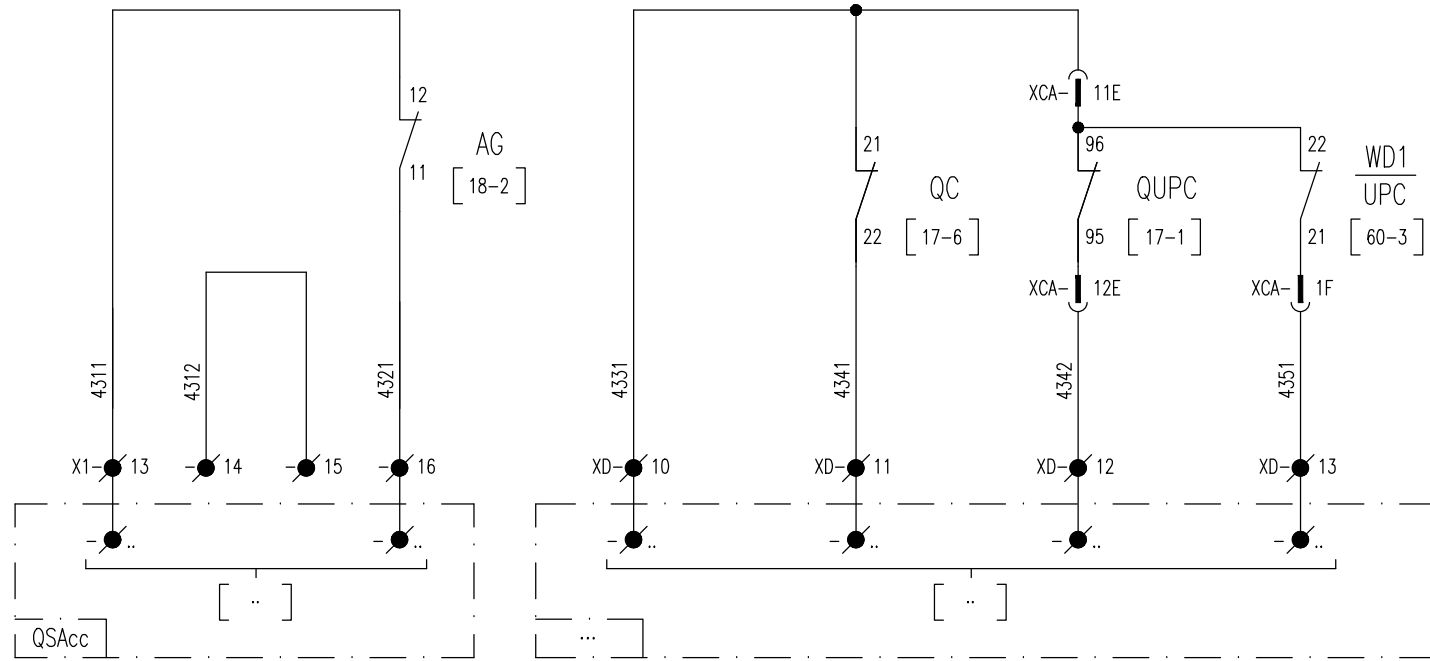 12
AG
11
[18-2]
4311
4312
4321
X1- 13
- 14
- 15
- 16
- ..
- ..
[ .. ]
QSAcc
XCA- 11E
21
QC
22
[17-6]
96
QUPC
95
[17-1]
XCA- 12E
22
WD1
UPC
21
[60-3]
XCA- 1F
4331
4341
4342
4351
XD- 10
XD- 11
XD- 12
XD- 13
- ..
- ..
- ..
- ..
[ .. ]
...